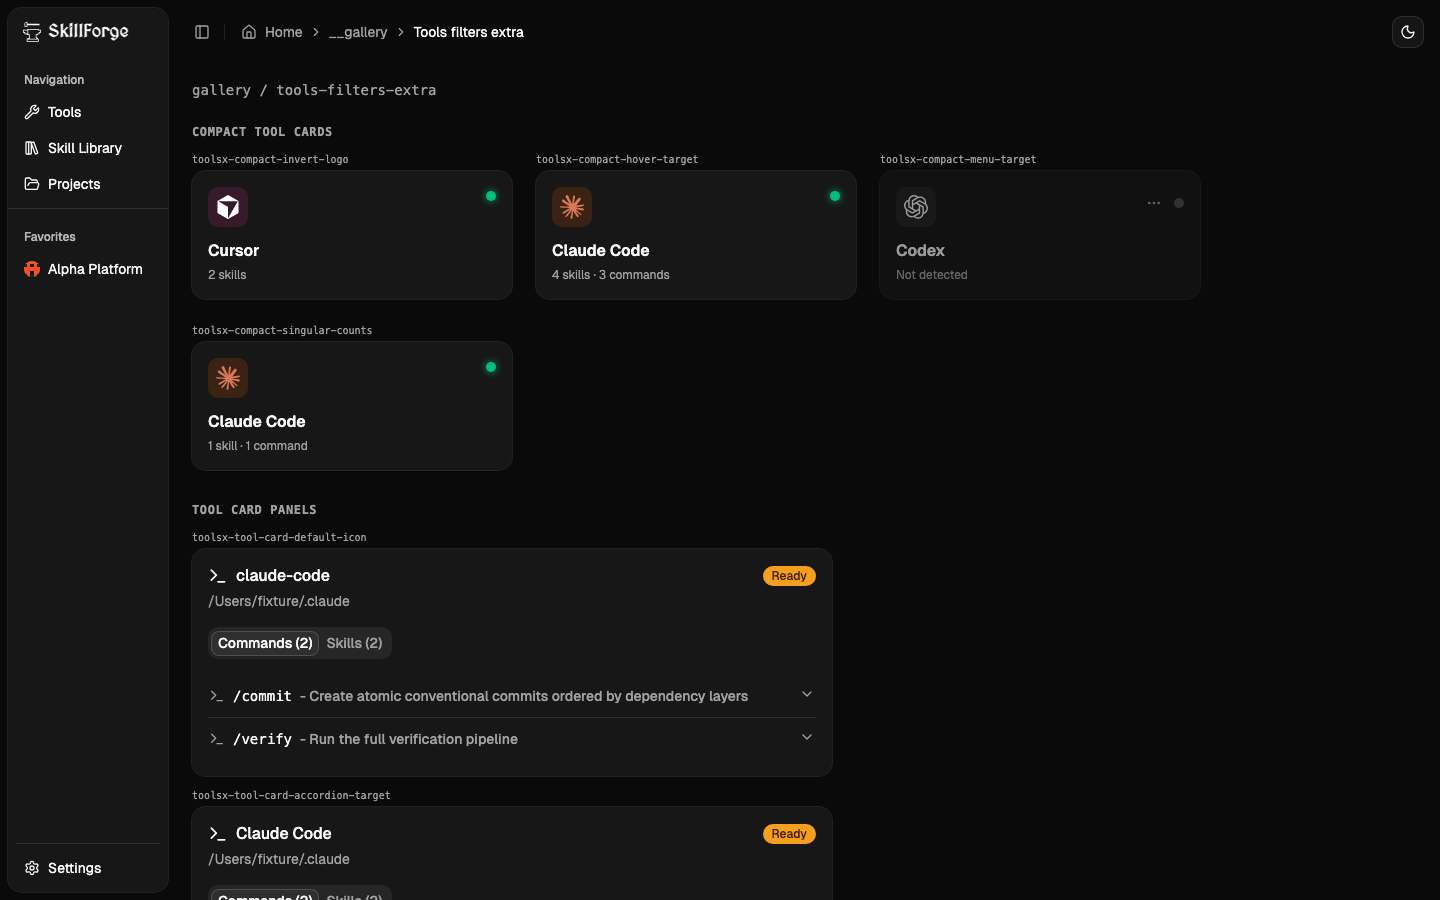 SkillForge
Home > __gallery > Tools filters extra
Navigation
Tools
Skill Library
Projects
Favorites
Alpha Platform
Settings
gallery / tools-filters-extra
COMPACT TOOL CARDS
toolsx-compact-invert-logo
Cursor
2 skills
toolsx-compact-hover-target
Claude Code
4 skills · 3 commands
toolsx-compact-menu-target
Codex
Not detected
toolsx-compact-singular-counts
Claude Code
1 skill · 1 command
TOOL CARD PANELS
toolsx-tool-card-default-icon
claude-code
Ready
/Users/fixture/.claude
Commands (2) Skills (2)
/commit - Create atomic conventional commits ordered by dependency layers
/verify - Run the full verification pipeline
toolsx-tool-card-accordion-target
Claude Code
Ready
/Users/fixture/.claude
Commands (2) Skills (2)